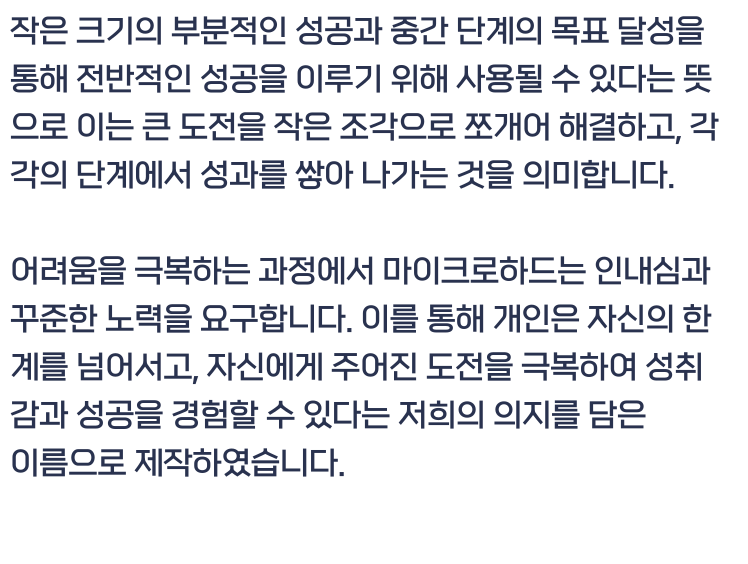 작은 크기의 부분적인 성공과 중간 단계의 목표 달성을
통해 전반적인 성공을 이루기 위해 사용될 수 있다는 뜻
으로 이는 큰 도전을 작은 조각으로 쪼개어 해결하고, 각
각의 단계에서 성과를 쌓아 나가는 것을 의미합니다.
어려움을 극복하는 과정에서 마이크로하드는 인내심과
꾸준한 노력을 요구합니다. 이를 통해 개인은 자신의 한
계를 넘어서고, 자신에게 주어진 도전을 극복하여 성취
감과 성공을 경험할 수 있다는 저희의 의지를 담은
이름으로 제작하였습니다.